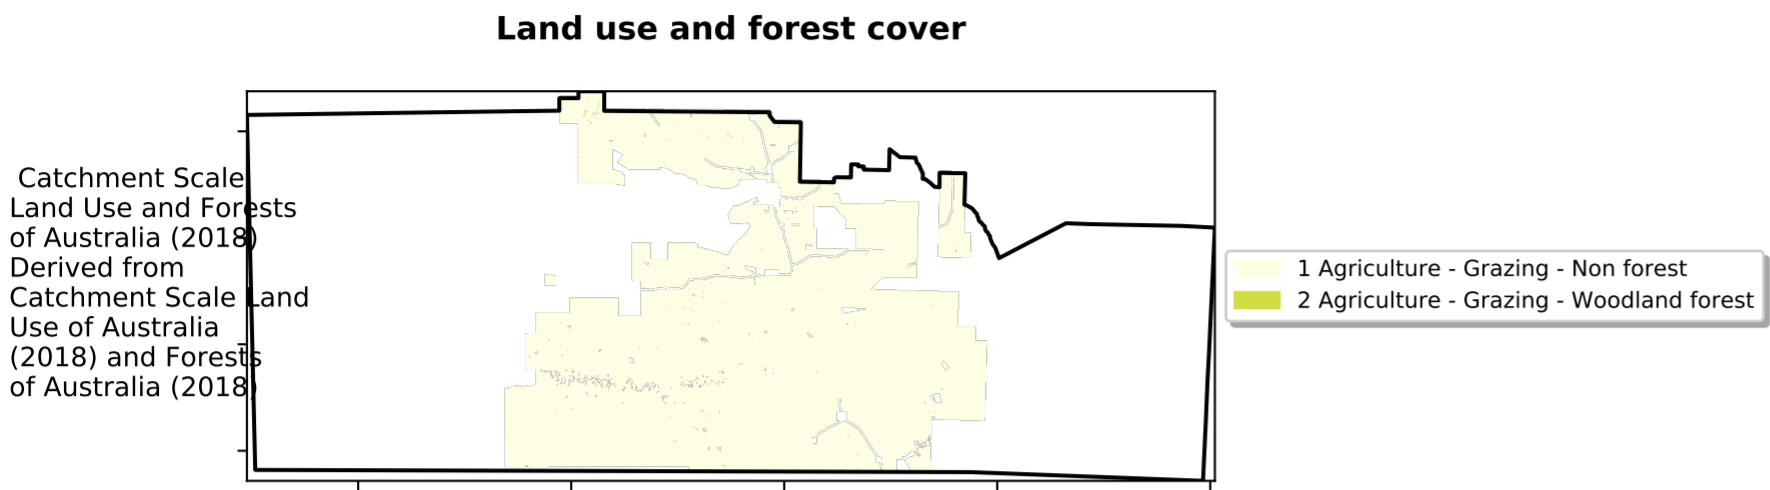 Land use and forest cover
Catchment Scale
Land Use and Forests
of Australia (2018)
Derived from
Catchment Scale Land
Use of Australia
(2018) and Forests
of Australia (2018)
1 Agriculture - Grazing - Non forest
2 Agriculture - Grazing - Woodland forest